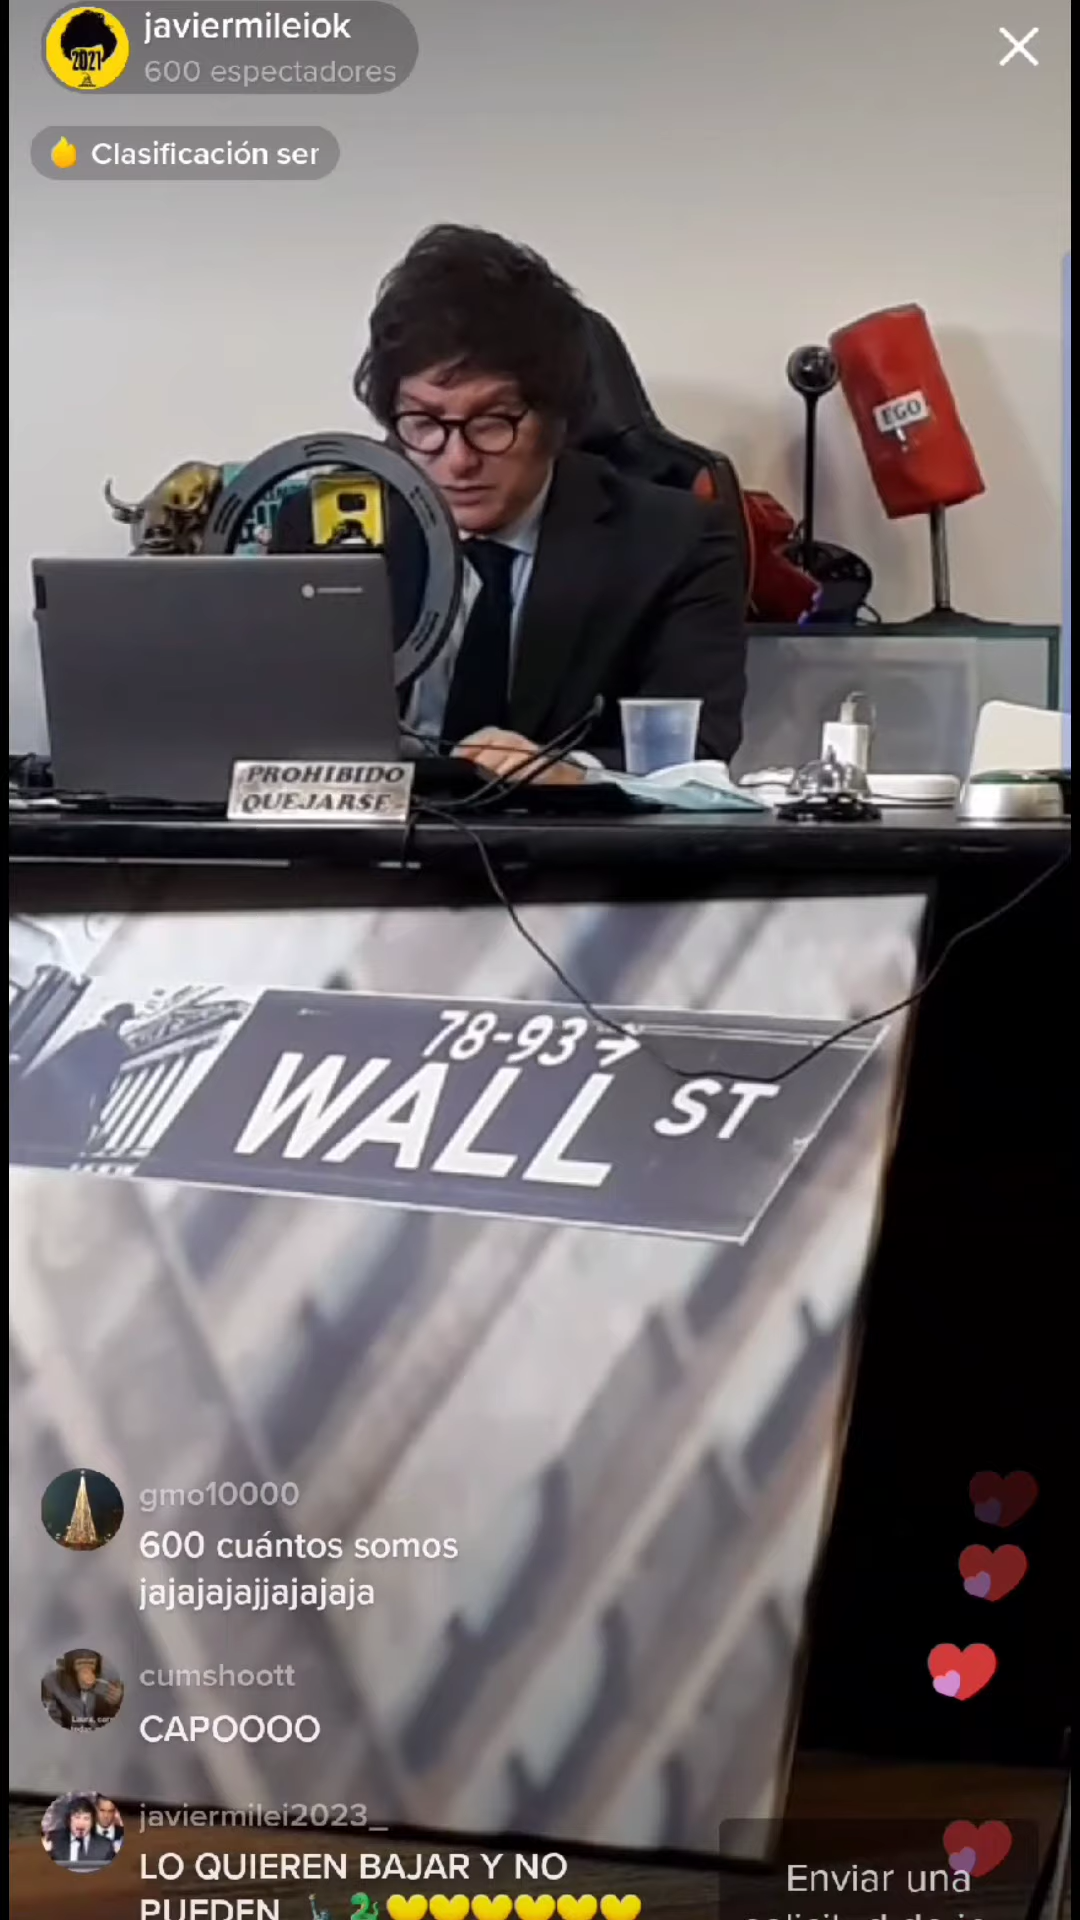 2021
javiermileiok
600 espectadores
Clasificación ser
EGO
PROHIBIDO
QUEJARSE
78-93
WALL ST
gmo10000
600 cuántos somos
jajajajajjajajaja
cumshoott
CAPOOOO
javiermilei2023_
LO QUIEREN BAJAR Y NO
PUEDEN 🗽🐉💛💛💛💛💛💛
Enviar una